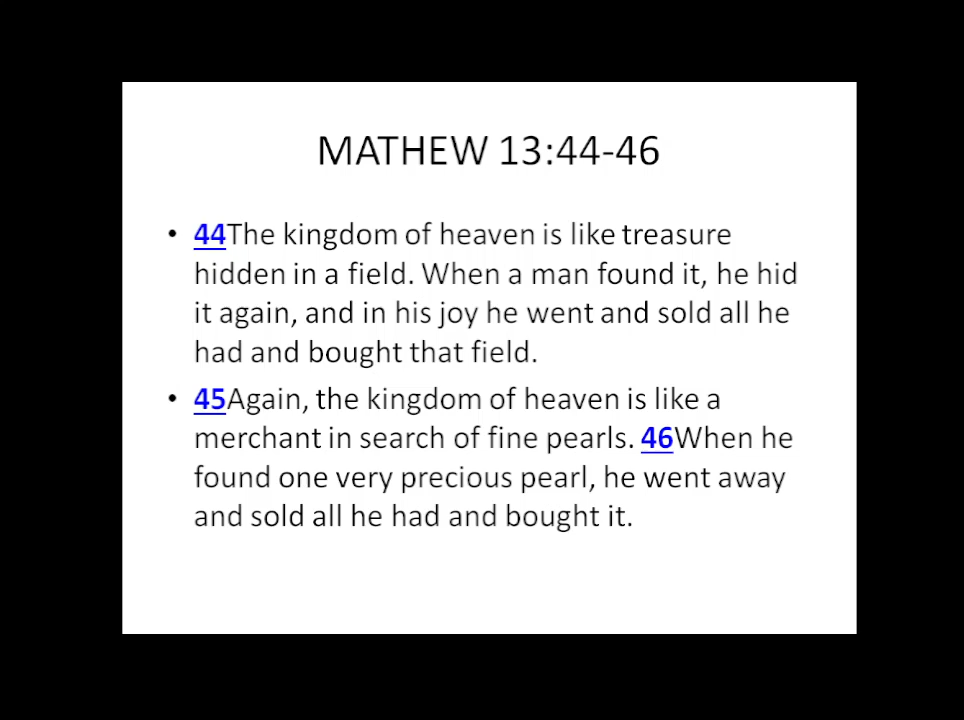 MATHEW 13:44-46
• 44The kingdom of heaven is like treasure
hidden in a field. When a man found it, he hid
it again, and in his joy he went and sold all he
had and bought that field.
• 45Again, the kingdom of heaven is like a
merchant in search of fine pearls. 46When he
found one very precious pearl, he went away
and sold all he had and bought it.